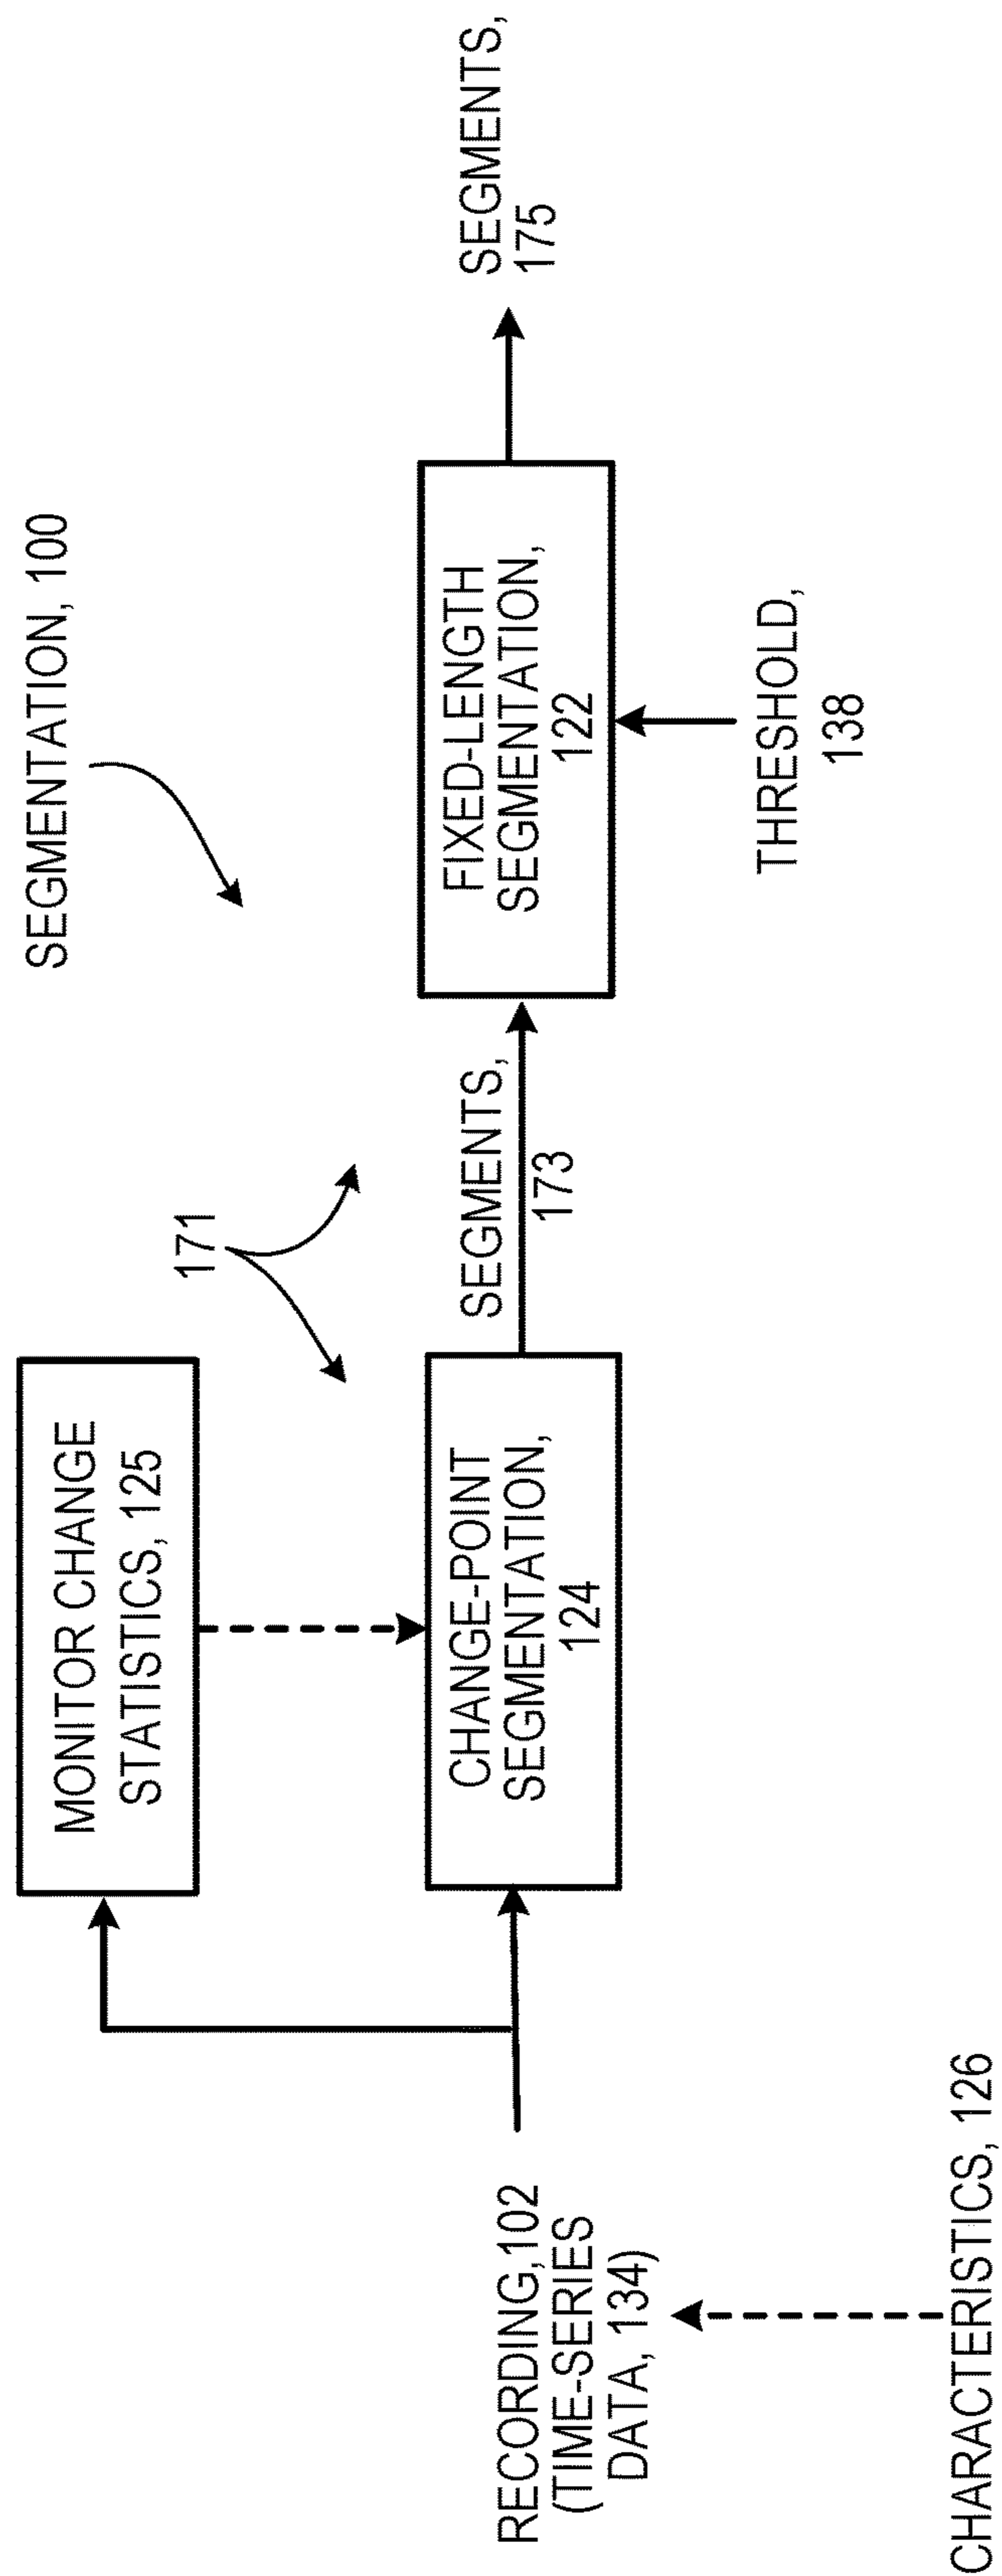 SEGMENTATION, 100
MONITOR CHANGE
STATISTICS, 125
171
RECORDING,102
(TIME-SERIES
DATA, 134)
CHANGE-POINT
SEGMENTATION,
124
SEGMENTS,
173
FIXED-LENGTH
SEGMENTATION,
122
SEGMENTS,
175
THRESHOLD,
138
CHARACTERISTICS, 126